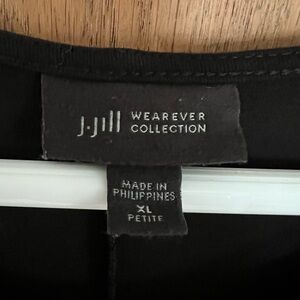 J.Jill WEAREVER
COLLECTION
MADE IN
PHILIPPINES
XL
PETITE